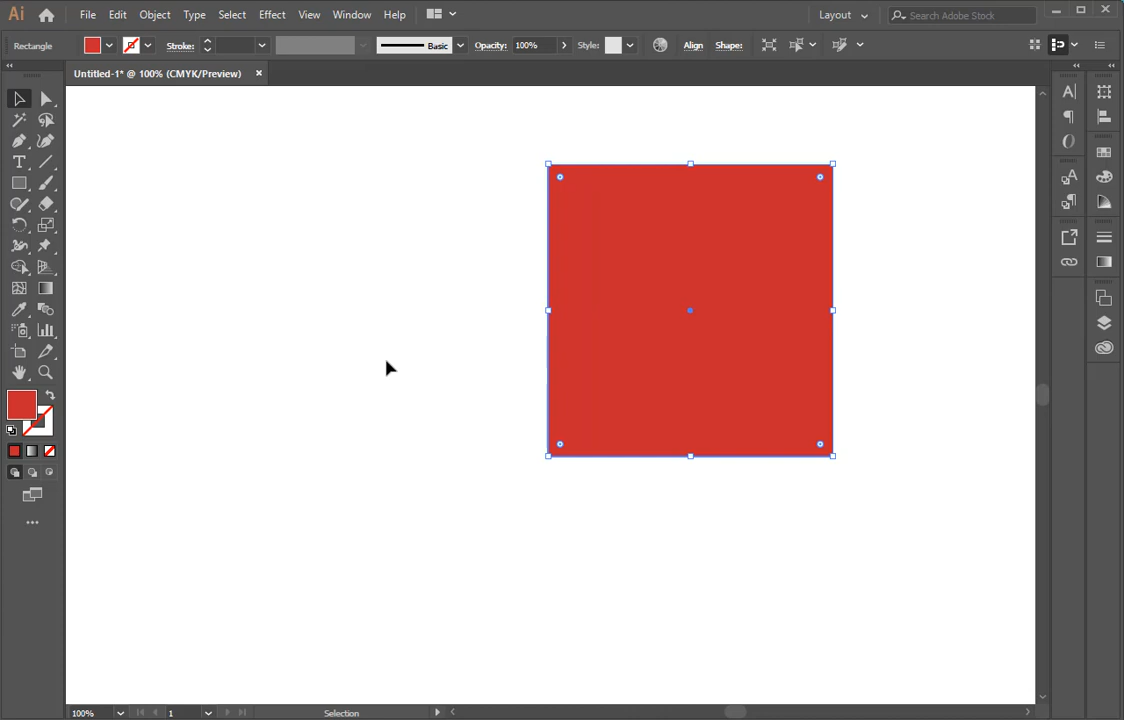 Ai File Edit Object Type Select Effect View Window Help Layout Search Adobe Stock
Rectangle Stroke: Basic Opacity: 100% Style: Align Shape:
Untitled-1* @ 100% (CMYK/Preview)
100% 1 Selection